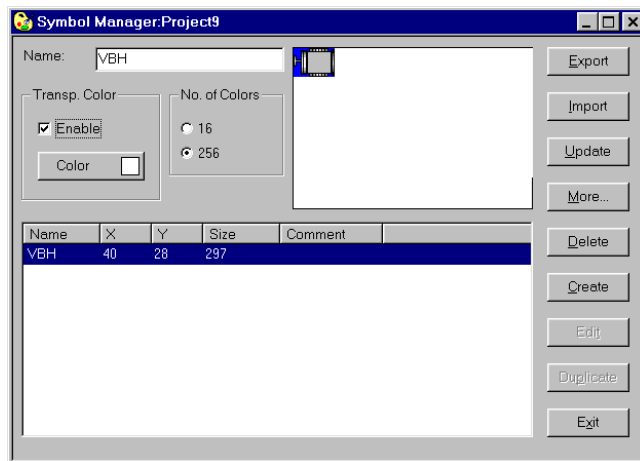 Symbol Manager:Project9
Name: VBH
Transp. Color
Enable
Color
No. of Colors
16
256
Export
Import
Update
More...
Delete
Create
Edit
Duplicate
Exit
Name X Y Size Comment
VBH 40 28 297